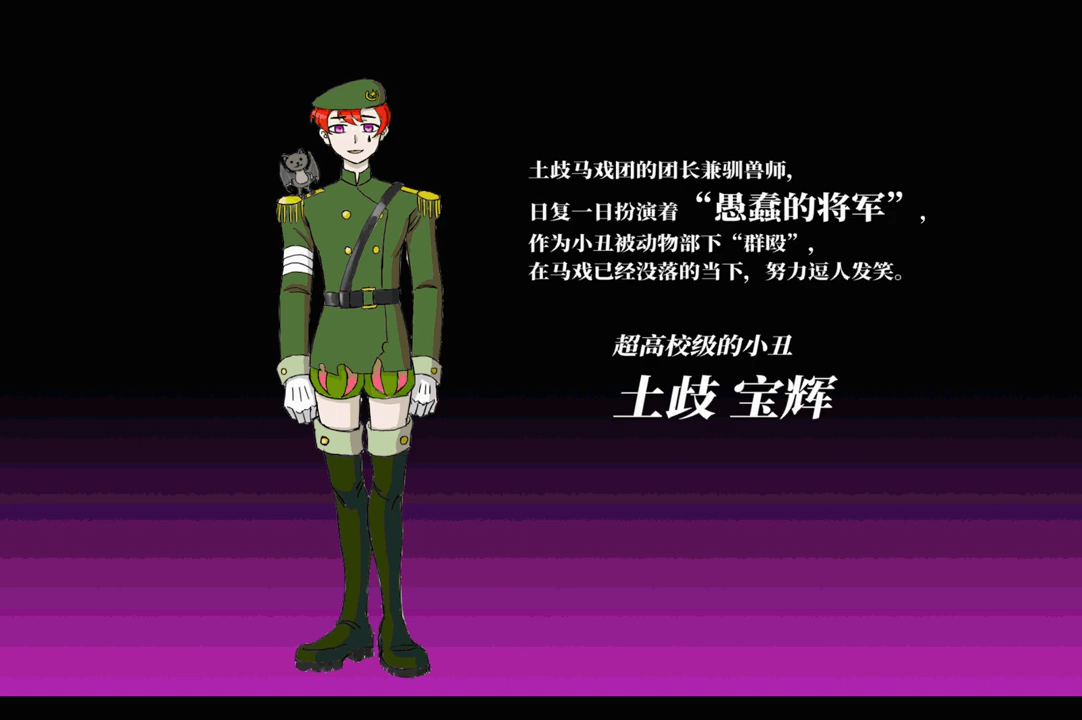 土歧马戏团的团长兼驯兽师，
日复一日扮演着“愚蠢的将军”，
作为小丑被动物部下“群殴”，
在马戏已经没落的当下，努力逗人发笑。
超高校级的小丑
土歧 宝辉